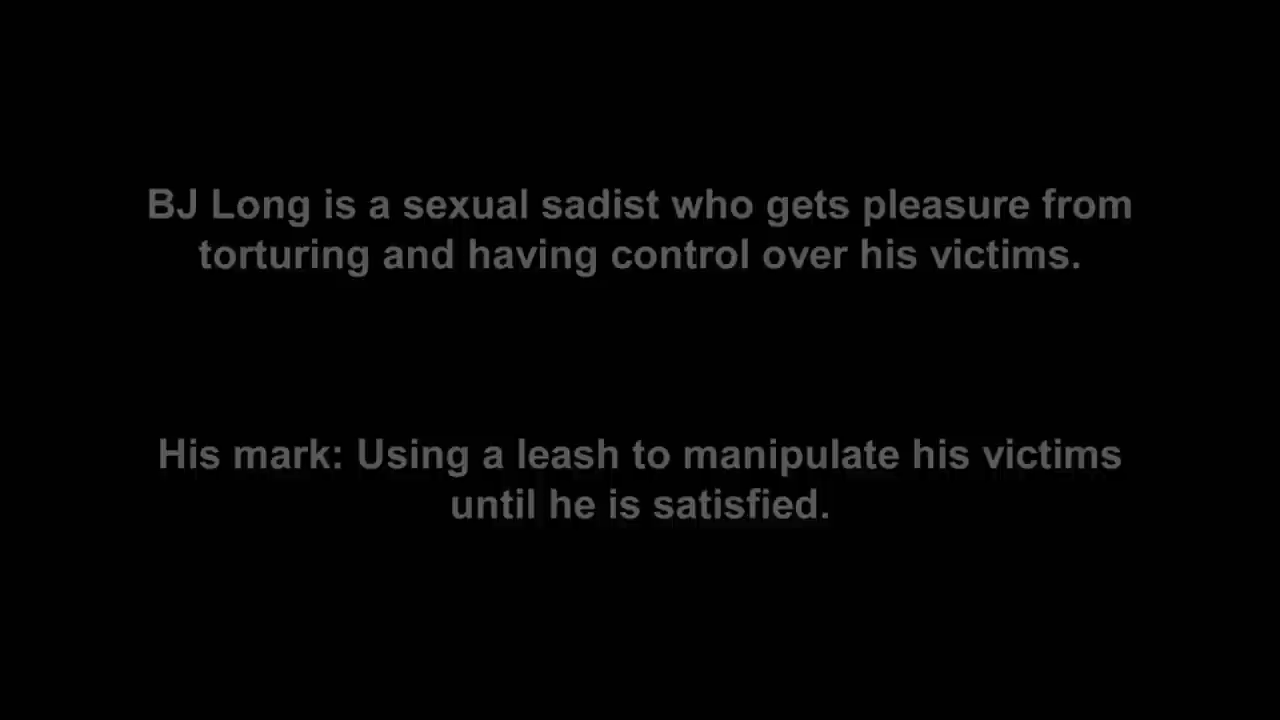 BJ Long is a sexual sadist who gets pleasure from
torturing and having control over his victims.
His mark: Using a leash to manipulate his victims
until he is satisfied.